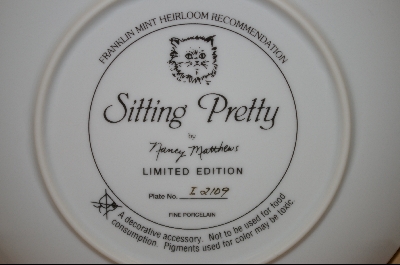 FRANKLIN MINT HEIRLOOM RECOMMENDATION
Sitting Pretty
by
Nancy Matthews
LIMITED EDITION
Plate No. I 2109
FINE PORCELAIN
A decorative accessory. Not to be used for food
consumption. Pigments used for color may be toxic.